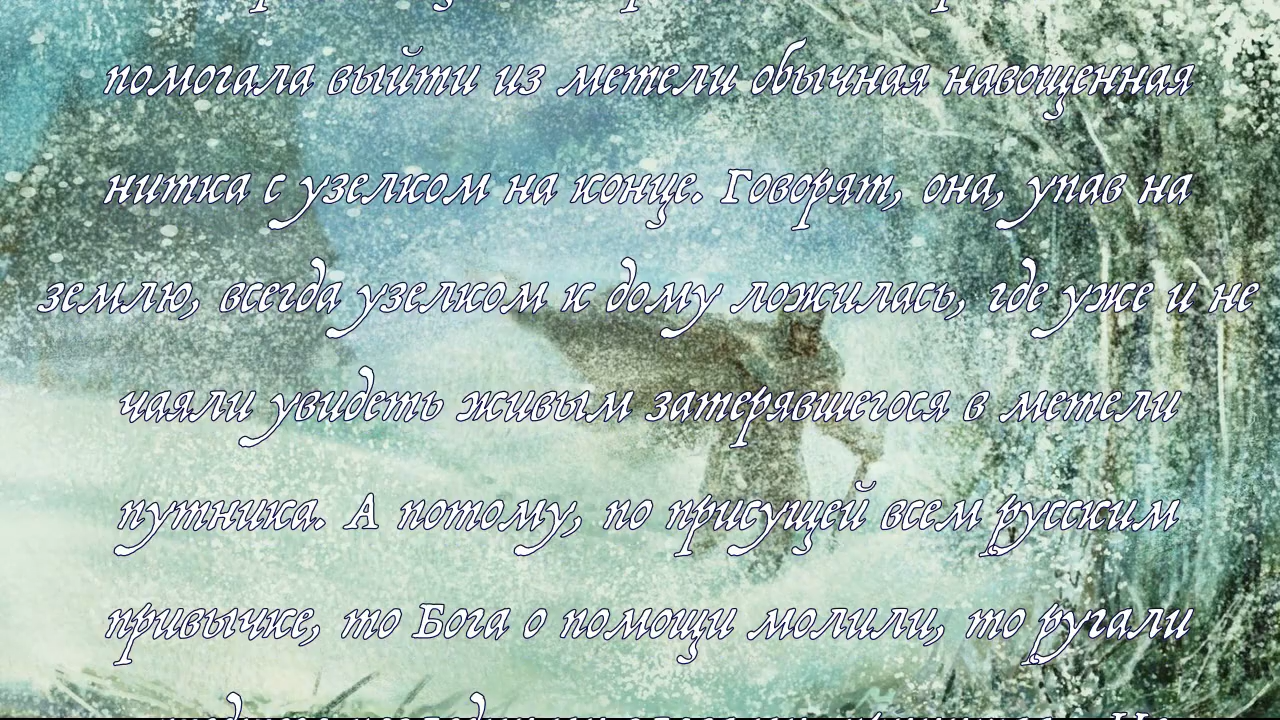 помогала выйти из метели обычная навощенная
нитка с узелком на конце. Говорят, она, упав на
землю, всегда узелком к дому ложилась, где уже и не
чаяли увидеть живым затерявшегося в метели
путника. А потому, по присущей всем русским
привычке, то Бога о помощи молили, то ругали